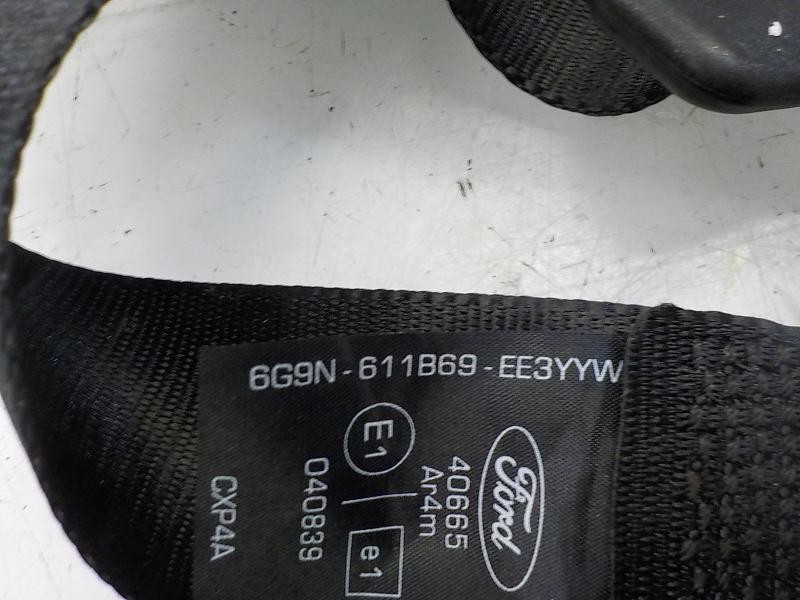 6G9N-611B69-EE3YYW
Ford
40665
Ar4m
E1
e1
040839
CXP4A